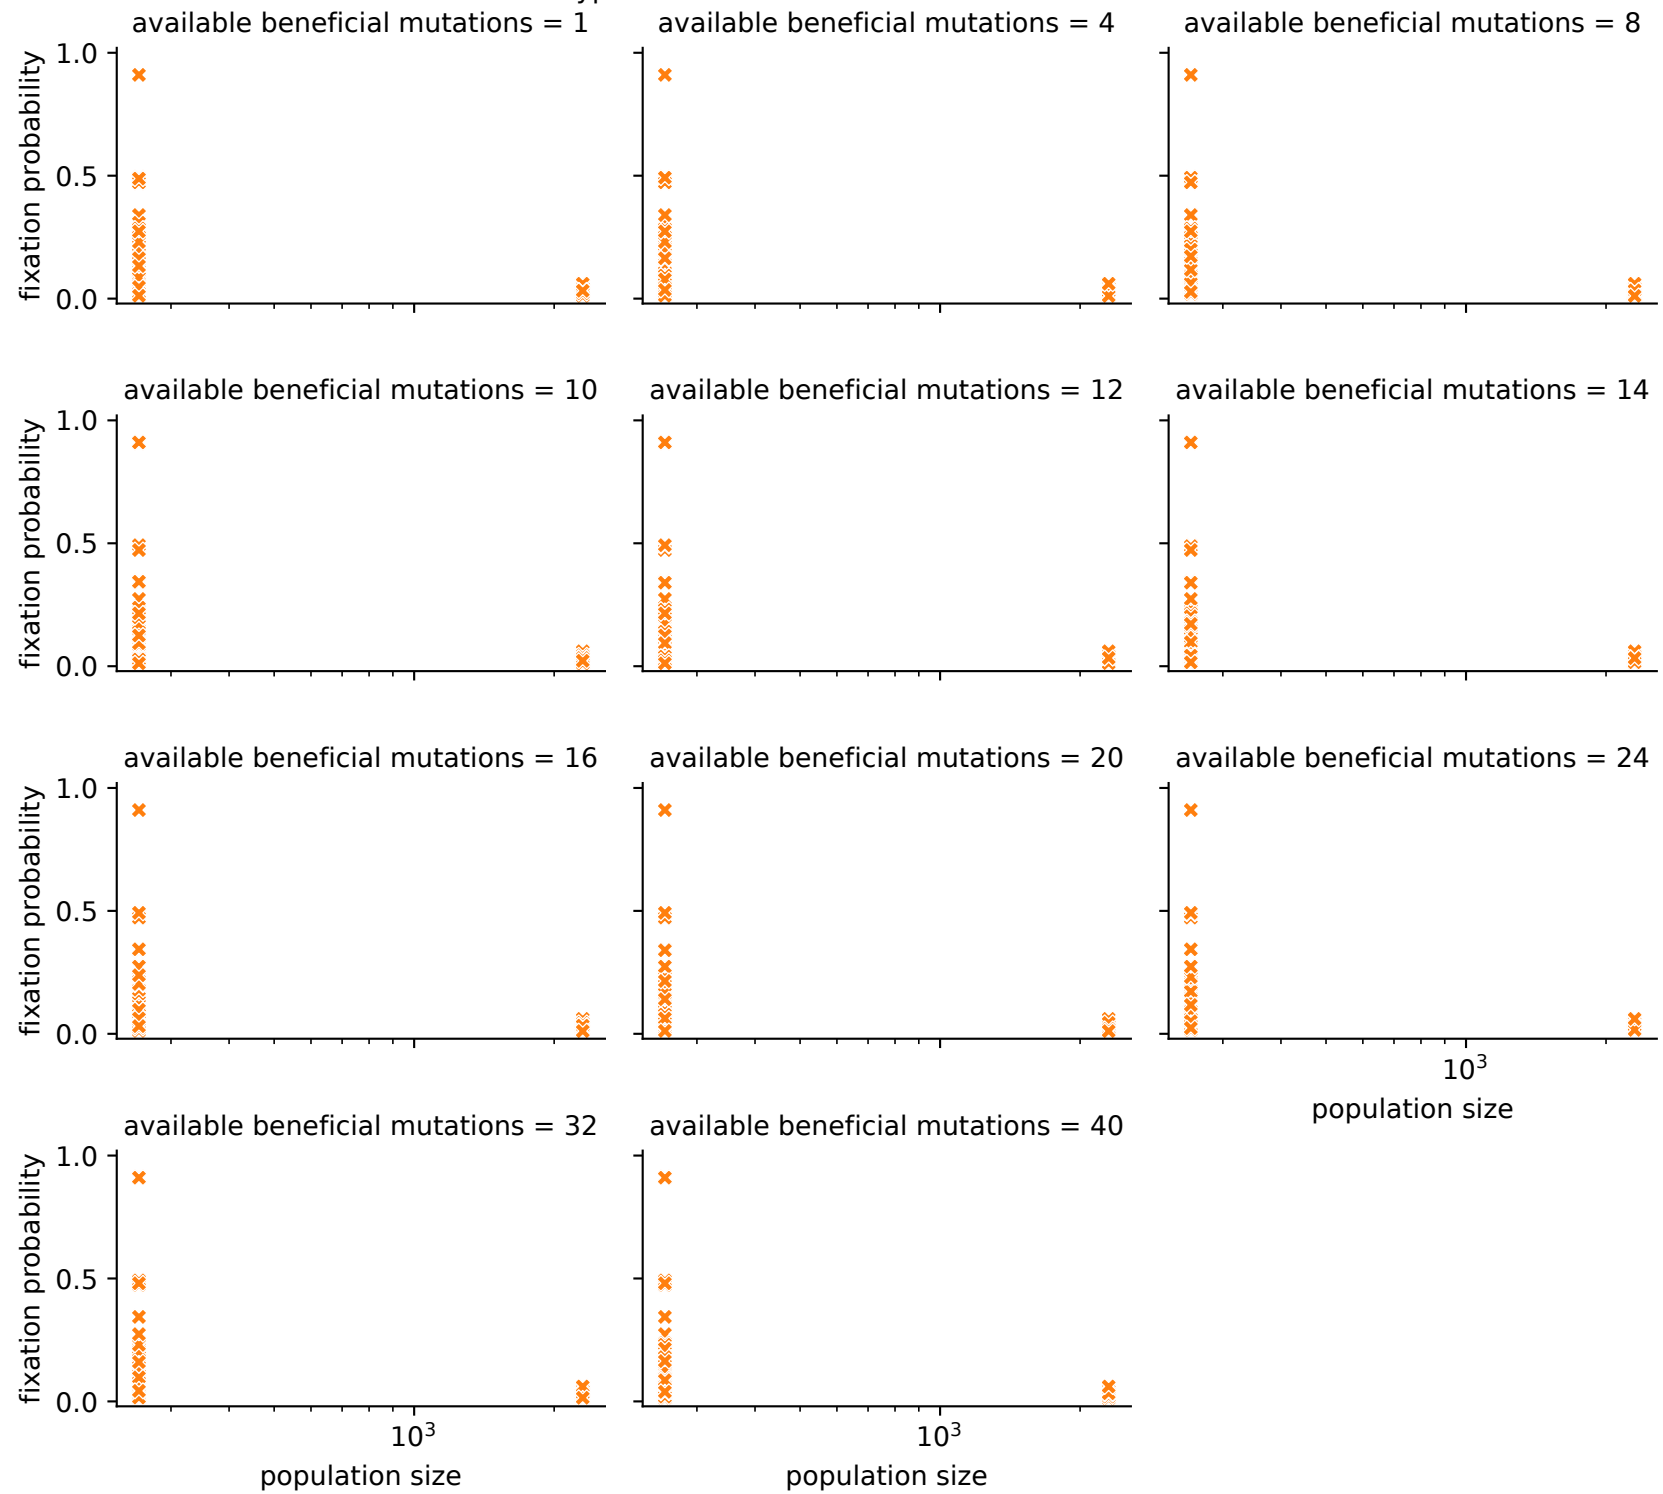 available beneficial mutations = 1
available beneficial mutations = 4
available beneficial mutations = 8
fixation probability
1.0
0.5
0.0
available beneficial mutations = 10
available beneficial mutations = 12
available beneficial mutations = 14
fixation probability
1.0
0.5
0.0
available beneficial mutations = 16
available beneficial mutations = 20
available beneficial mutations = 24
fixation probability
1.0
0.5
0.0
10³
population size
available beneficial mutations = 32
available beneficial mutations = 40
fixation probability
1.0
0.5
0.0
10³
10³
population size
population size